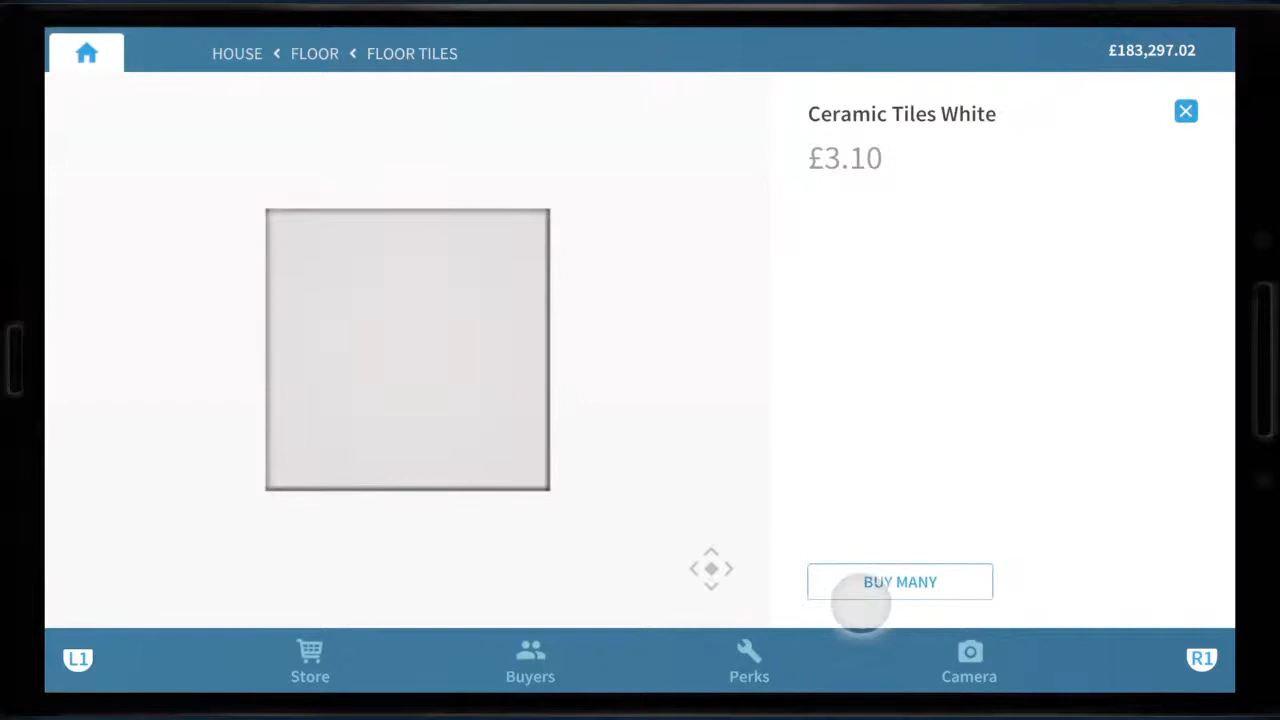 HOUSE < FLOOR < FLOOR TILES
£183,297.02
Ceramic Tiles White
£3.10
BUY MANY
L1
Store
Buyers
Perks
Camera
R1